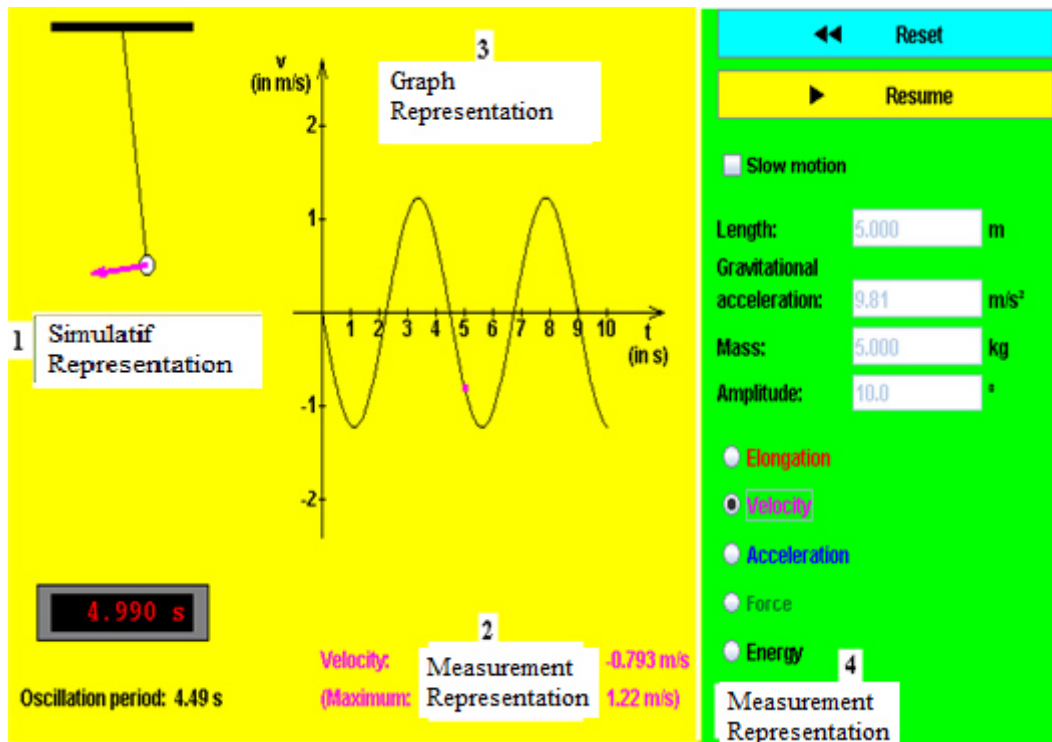 v
(in m/s)
3
Graph
Representation
2
1
-1
-2
1 2 3 4 5 6 7 8 9 10
t
(in s)
1
Simulatif
Representation
4.990 s
Oscillation period: 4.49 s
2
Velocity:
(Maximum:
Measurement
Representation
-0.793 m/s
1.22 m/s)
Reset
Resume
Slow motion
Length: 5.000 m
Gravitational
acceleration: 9.81 m/s²
Mass: 5.000 kg
Amplitude: 10.0 °
Elongation
Velocity
Acceleration
Force
Energy
4
Measurement
Representation